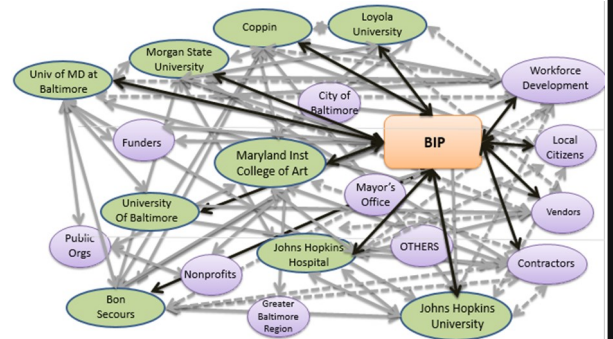 Coppin
Loyola
University
Morgan State
University
Univ of MD at
Baltimore
Workforce
Development
City of
Baltimore
Funders
BIP
Local
Citizens
Maryland Inst
College of Art
Mayor's
Office
University
Of Baltimore
Vendors
Public
Orgs
Johns Hopkins
Hospital
OTHERS
Nonprofits
Contractors
Bon
Secours
Greater
Baltimore
Region
Johns Hopkins
University